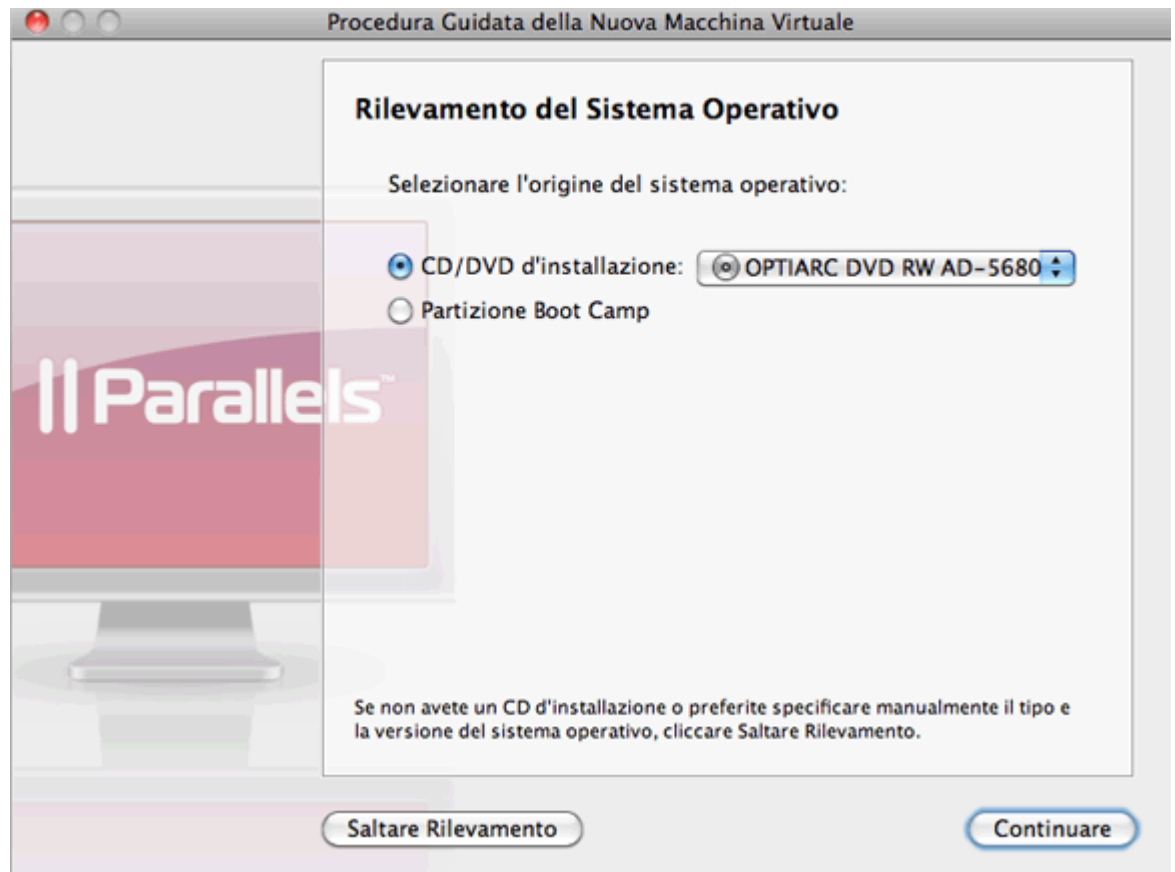 Procedura Guidata della Nuova Macchina Virtuale
Rilevamento del Sistema Operativo
Selezionare l'origine del sistema operativo:
CD/DVD d'installazione: OPTIARC DVD RW AD-5680
Partizione Boot Camp
Parallels™
Se non avete un CD d'installazione o preferite specificare manualmente il tipo e
la versione del sistema operativo, cliccare Saltare Rilevamento.
Saltare Rilevamento Continuare